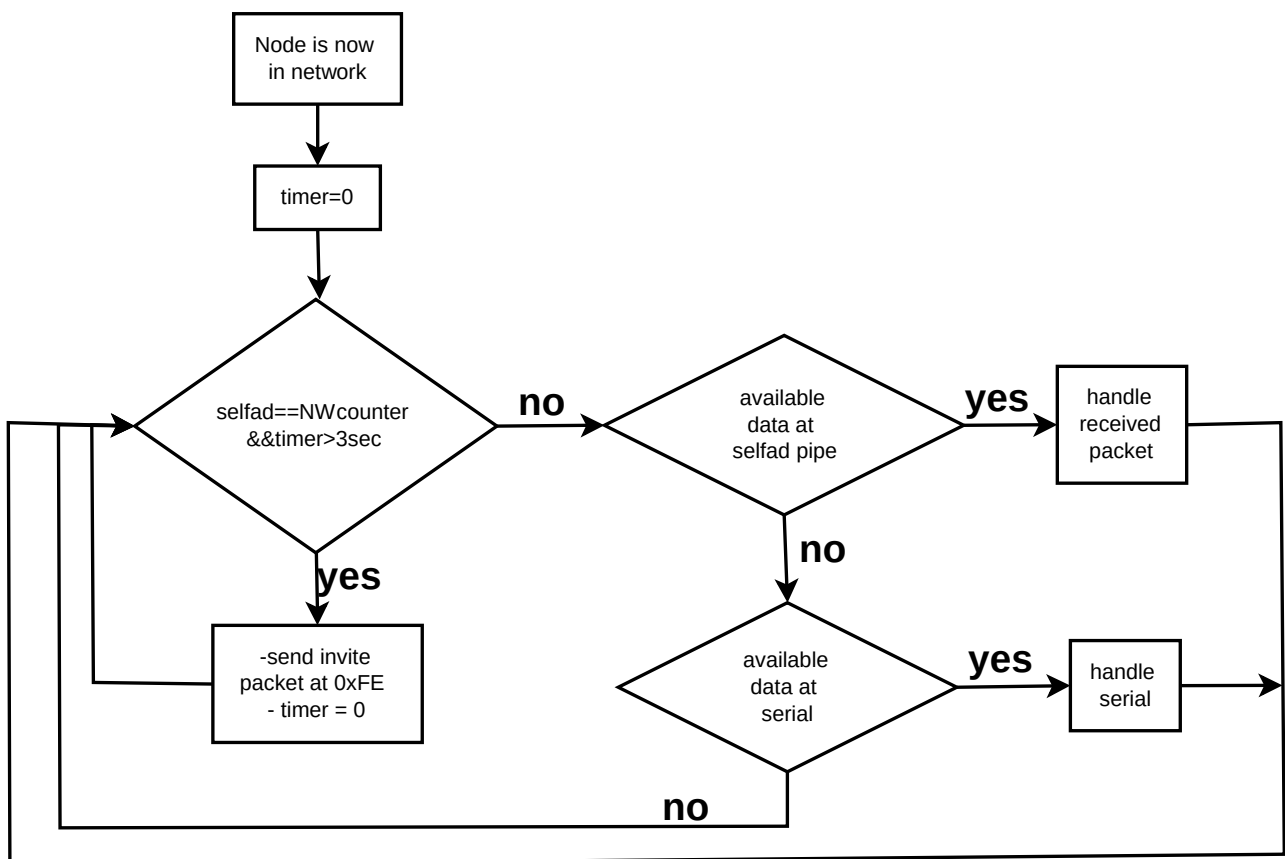 Node is now
in network
timer=0
selfad==NWcounter
&&timer>3sec
no
available
data at
selfad pipe
yes
handle
received
packet
yes
no
-send invite
packet at 0xFE
- timer = 0
available
data at
serial
yes
handle
serial
no